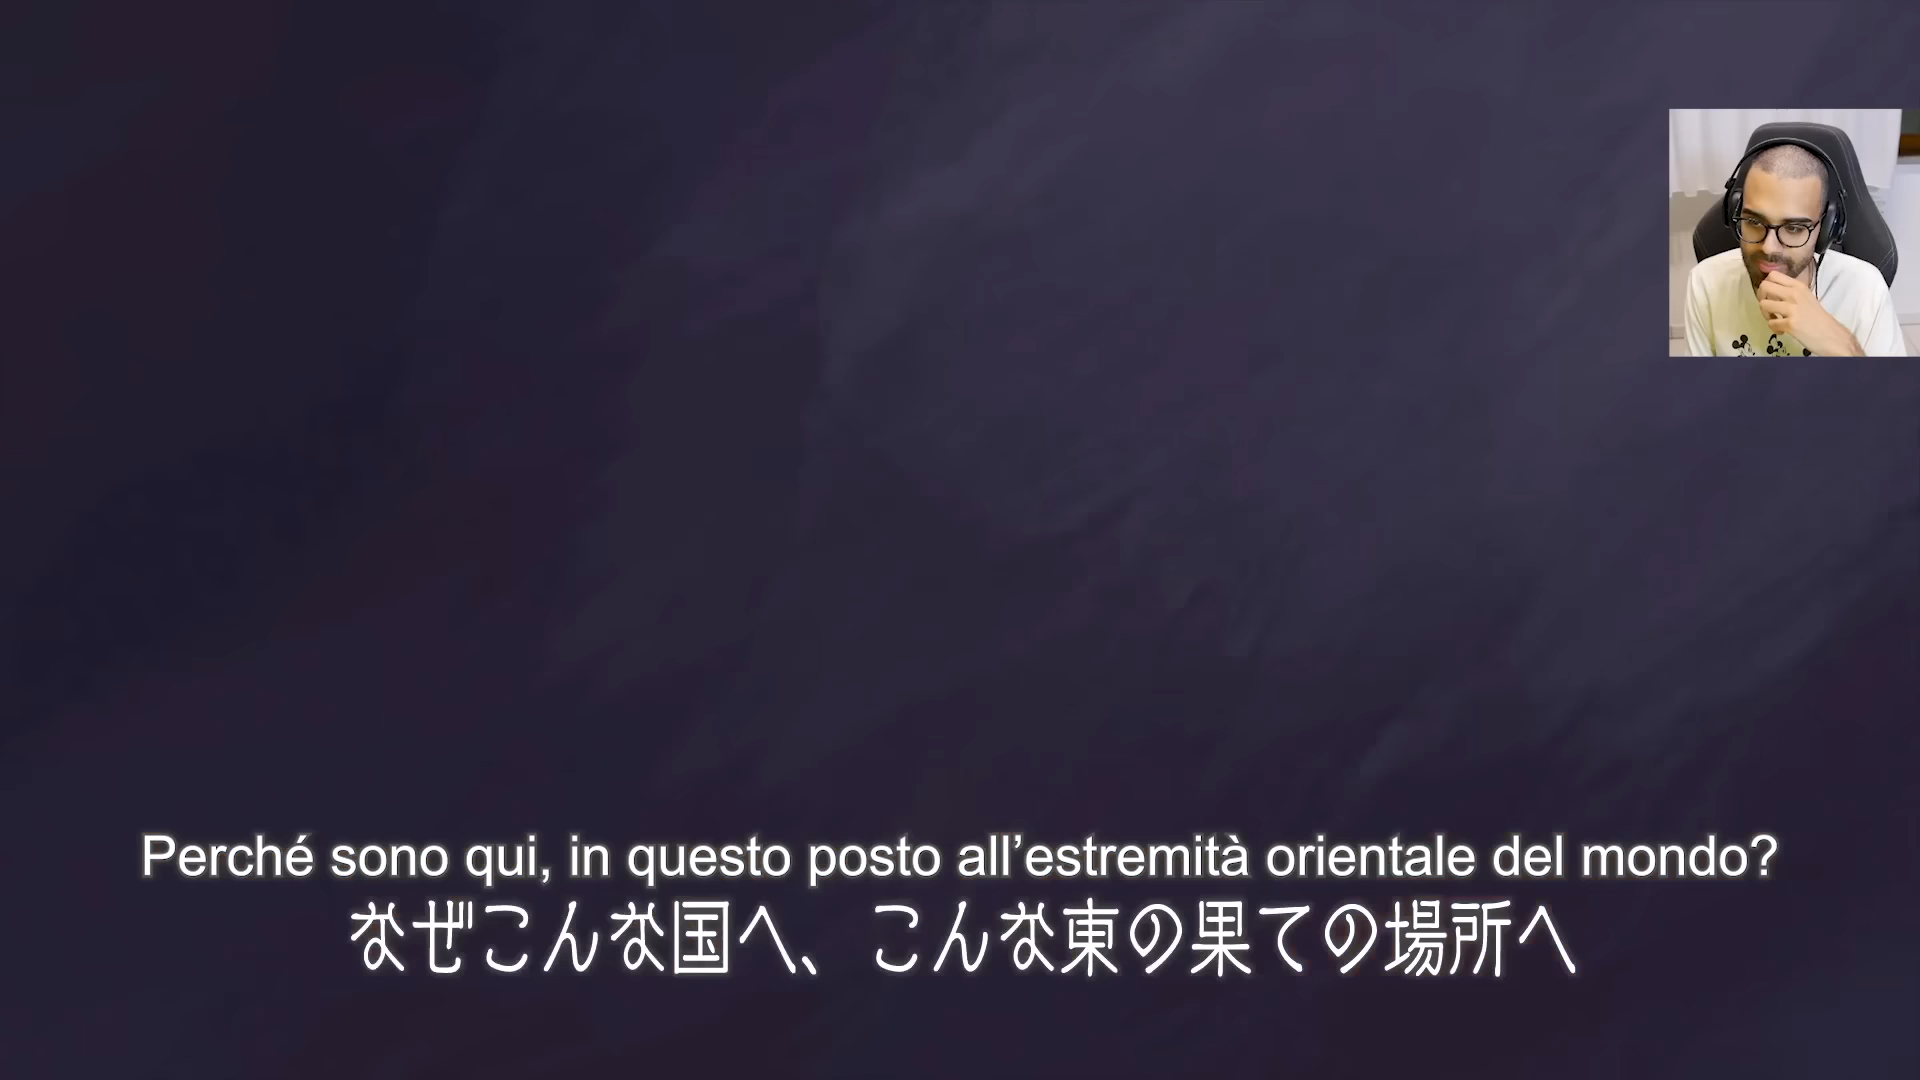 Perché sono qui, in questo posto all’estremità orientale del mondo?
なぜこんな国へ、こんな東の果ての場所へ